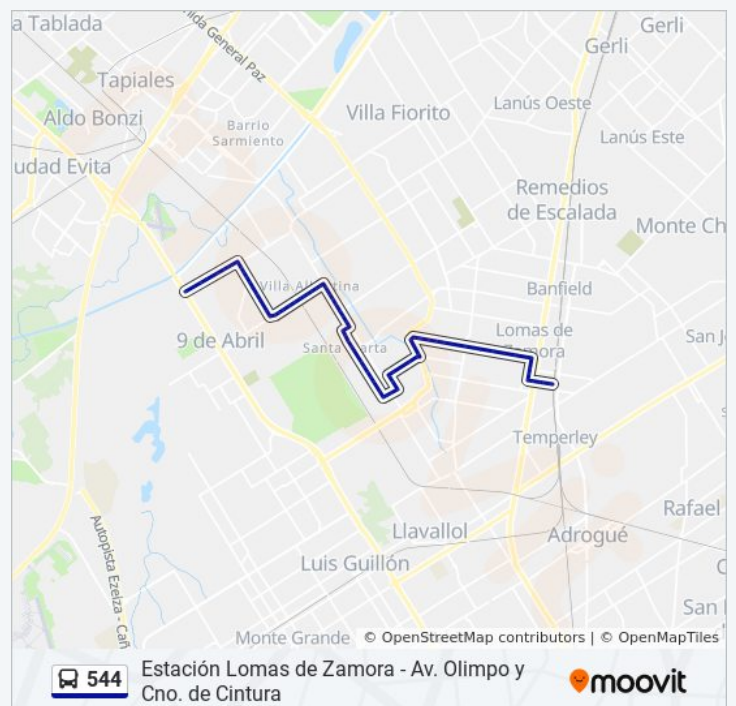 a Tablada
nida General Paz
Gerli
Gerli
Tapiales
Lanús Oeste
Aldo Bonzi
Villa Fiorito
Barrio
Sarmiento
Lanús Este
udad Evita
Remedios
de Escalada
Monte Ch
Villa Albertina
Banfield
9 de Abril
Santa Marta
Lomas de
Zamora
San J
Temperley
Autopista Ezeiza - Cañ
Rafael
Llavallol
Adrogué
Luis Guillón
C
San
Monte Grande
© OpenStreetMap contributors | © OpenMapTiles
544
Estación Lomas de Zamora - Av. Olimpo y
Cno. de Cintura
moovit